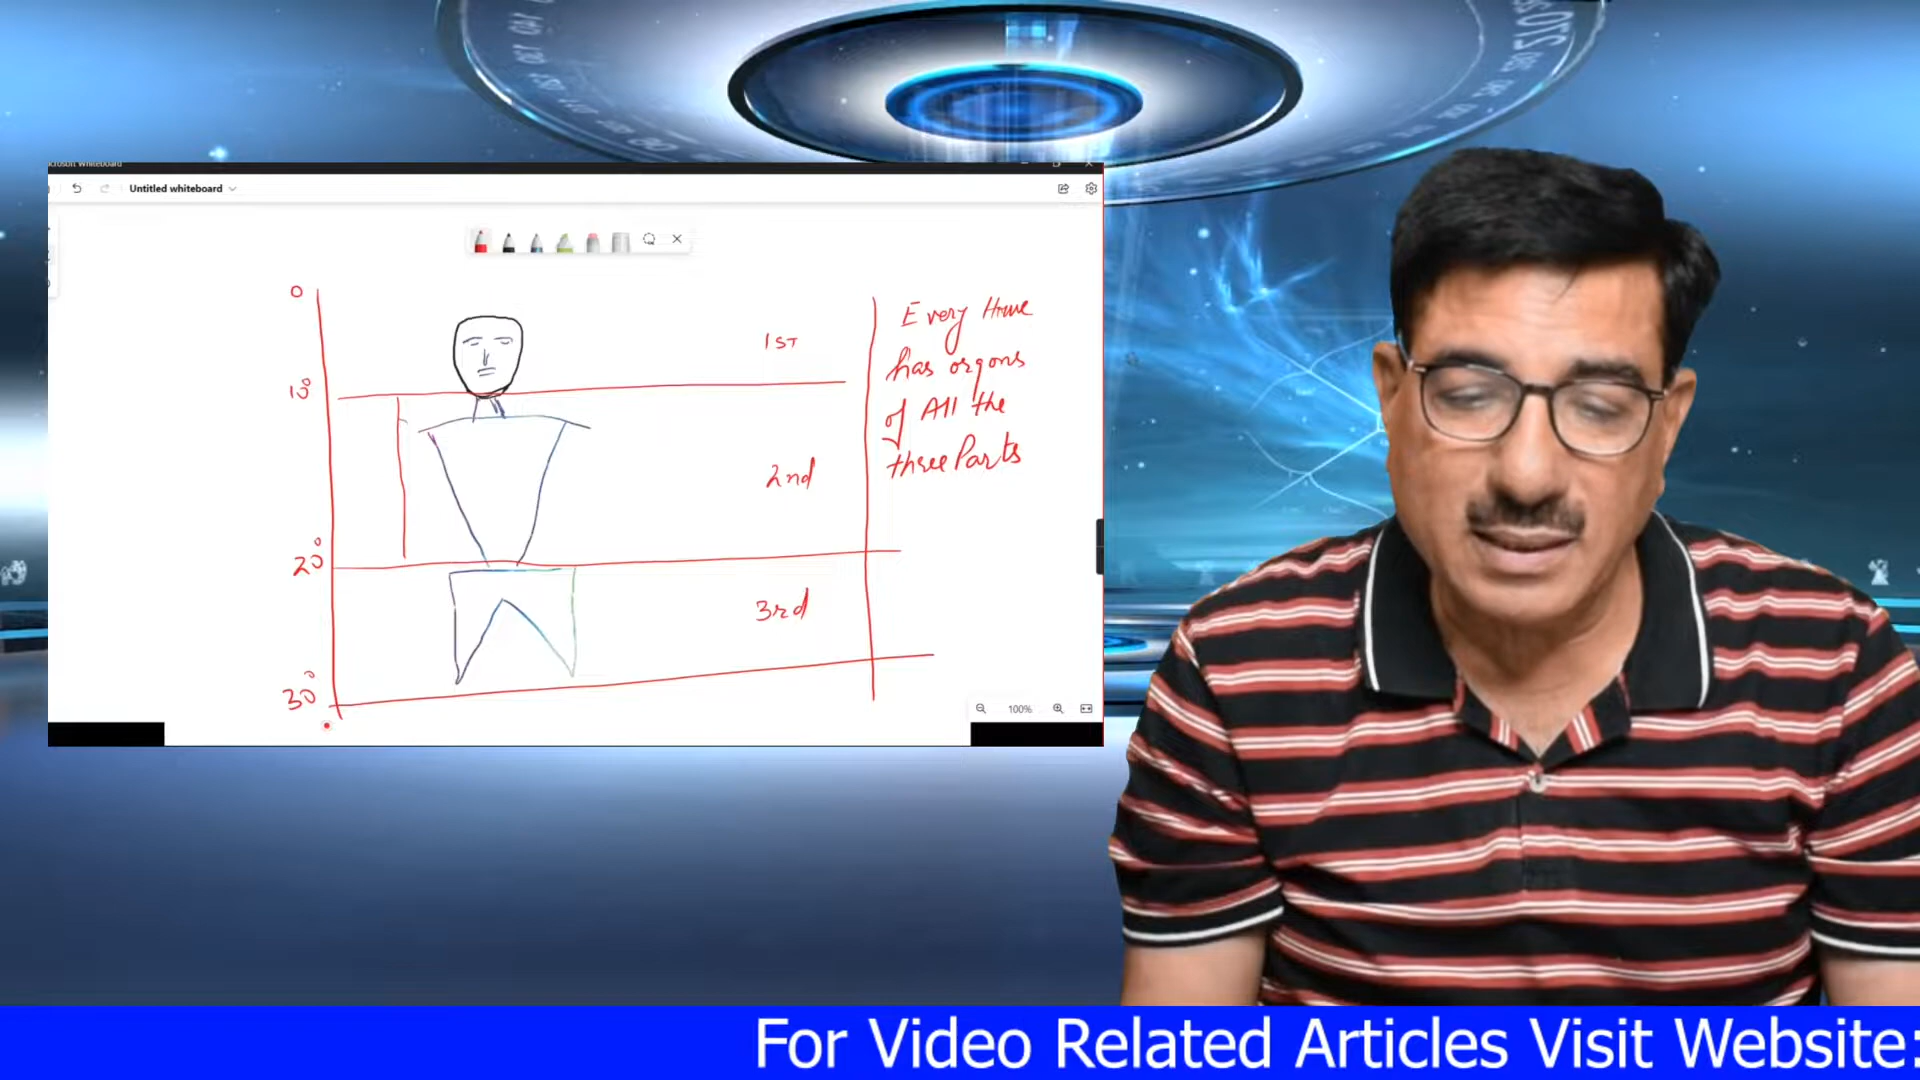 Untitled whiteboard
0
1ST
10°
2nd
20°
3rd
30°
Every House
has orgons
of All the
three Parts
100%
For Video Related Articles Visit Website: